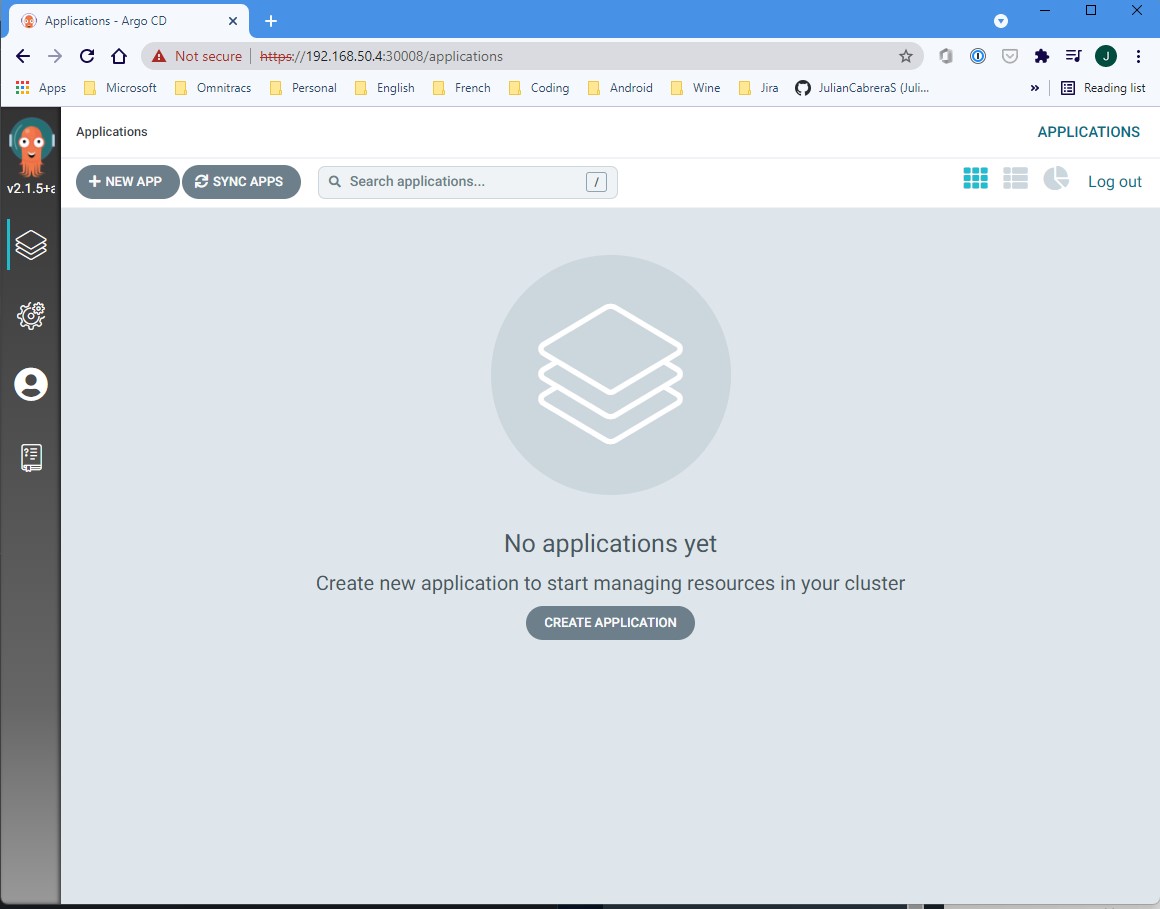 Applications - Argo CD
Not secure | https://192.168.50.4:30008/applications
J
Apps Microsoft Omnitracs Personal English French Coding Android Wine Jira JulianCabreraS (Juli... » Reading list
Applications
APPLICATIONS
v2.1.5+a
NEW APP SYNC APPS Search applications... / Log out
No applications yet
Create new application to start managing resources in your cluster
CREATE APPLICATION